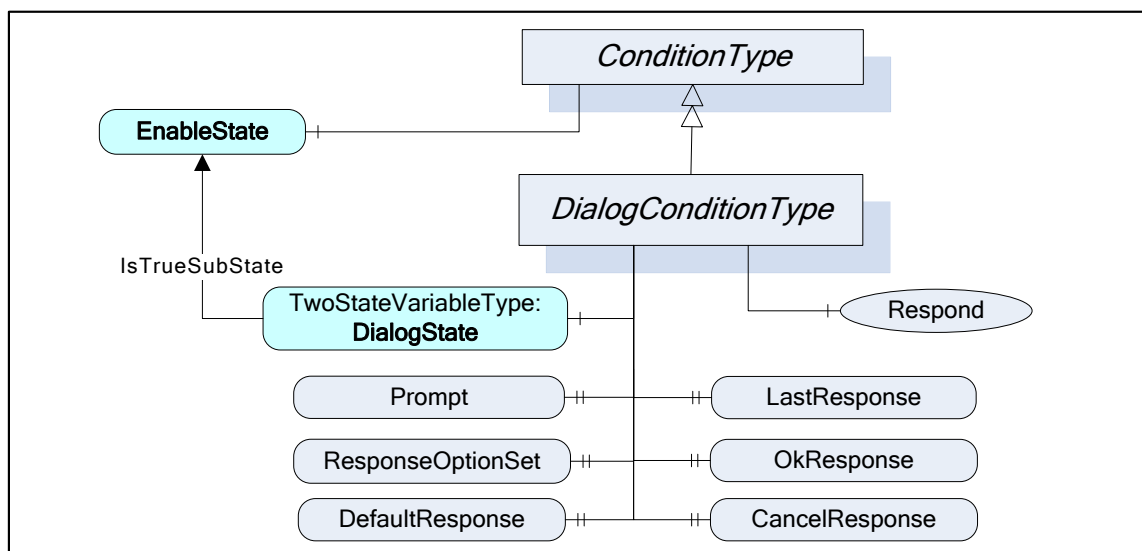 ConditionType
EnableState
DialogConditionType
IsTrueSubState
TwoStateVariableType:
DialogState
Respond
Prompt
LastResponse
ResponseOptionSet
OkResponse
DefaultResponse
CancelResponse